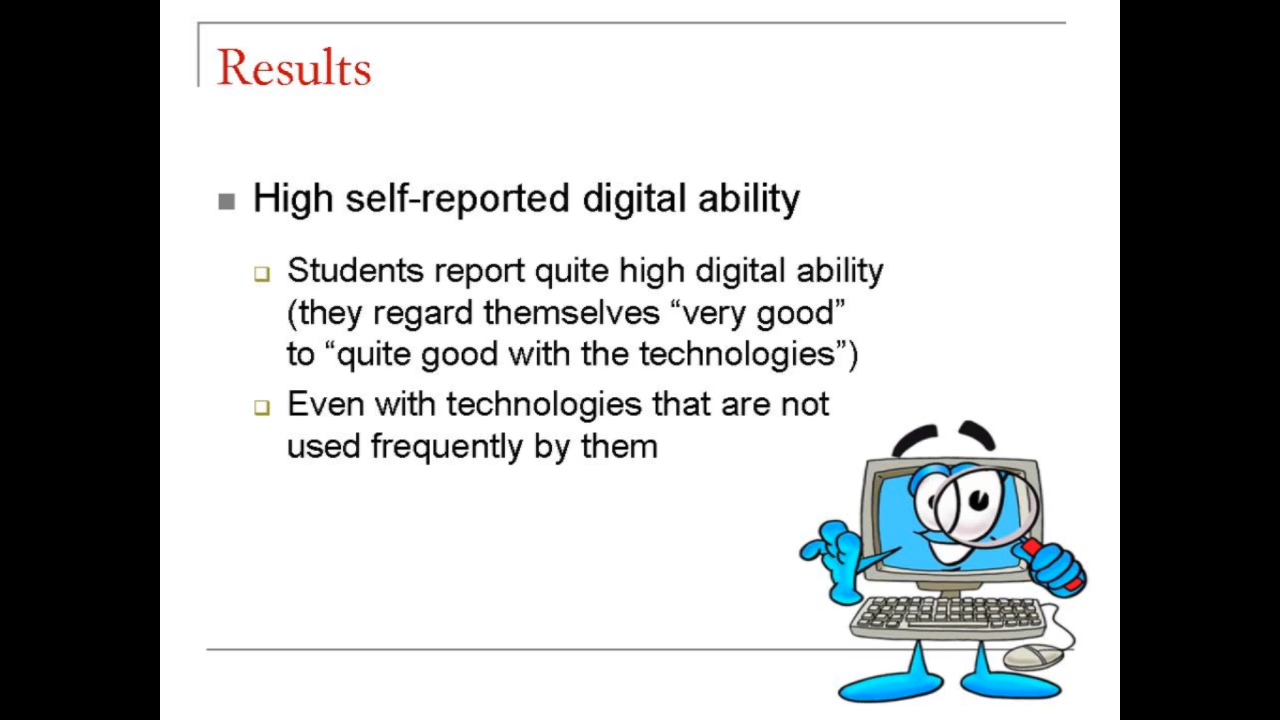 Results
High self-reported digital ability
Students report quite high digital ability
(they regard themselves “very good”
to “quite good with the technologies”)
Even with technologies that are not
used frequently by them